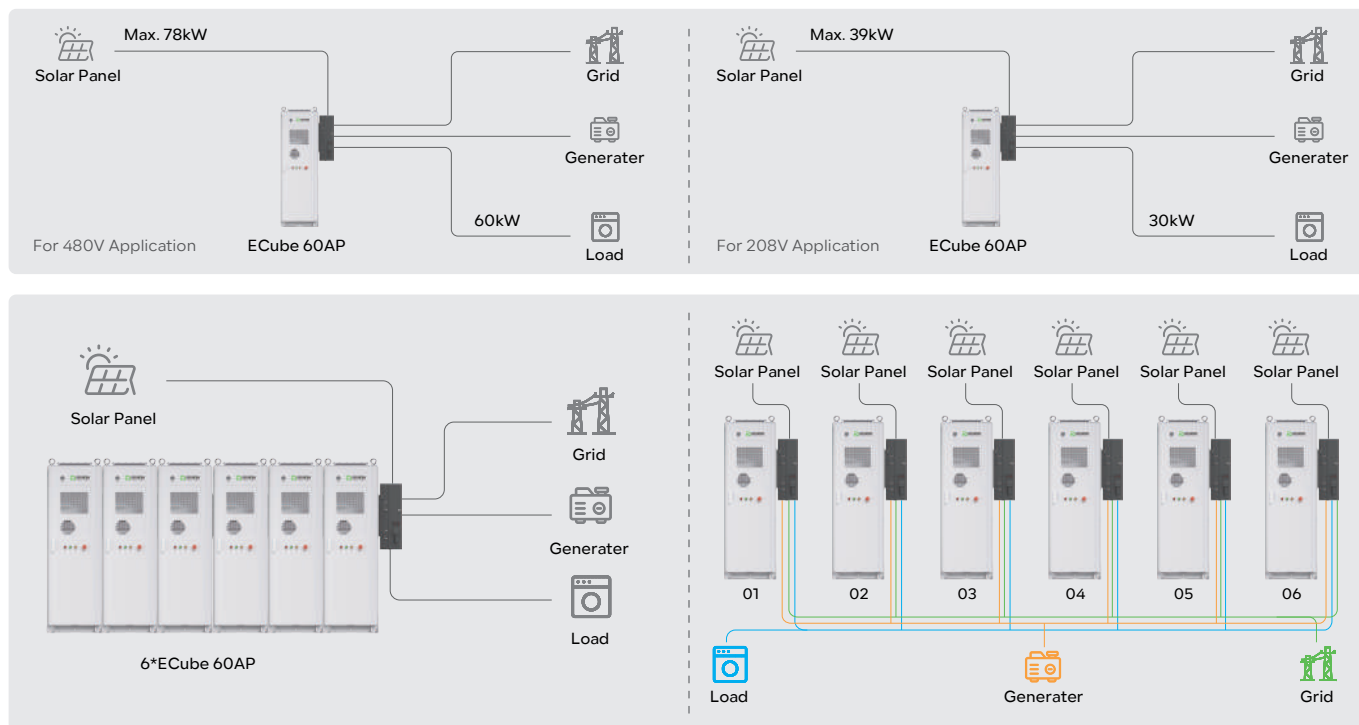 Max. 78kW
Solar Panel
Grid
Generater
60kW
For 480V Application
ECube 60AP
Load
Max. 39kW
Solar Panel
Grid
Generater
30kW
For 208V Application
ECube 60AP
Load
Solar Panel
Grid
Generater
Load
6*ECube 60AP
Solar Panel
Solar Panel
Solar Panel
Solar Panel
Solar Panel
Solar Panel
01
02
03
04
05
06
Load
Generater
Grid